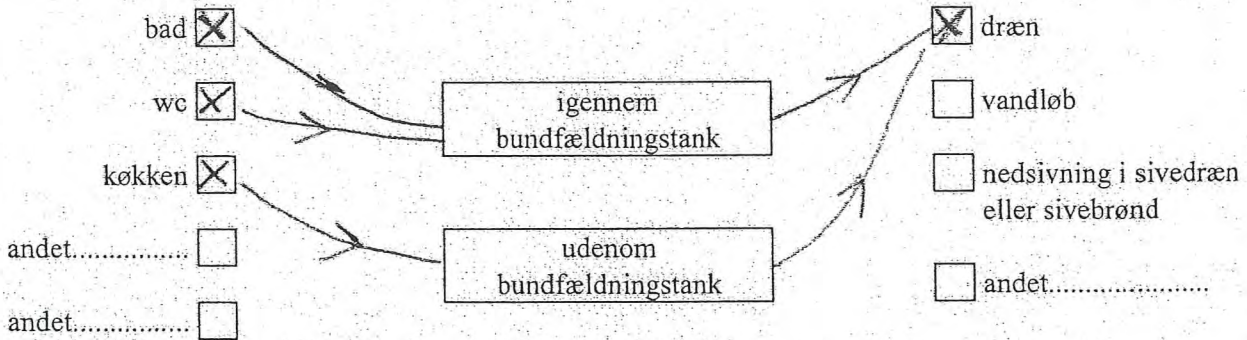 bad
wc
køkken
andet................
andet................
igennem
bundfældningstank
udenom
bundfældningstank
dræn
vandløb
nedsivning i sivedræn
eller sivebrønd
andet......................